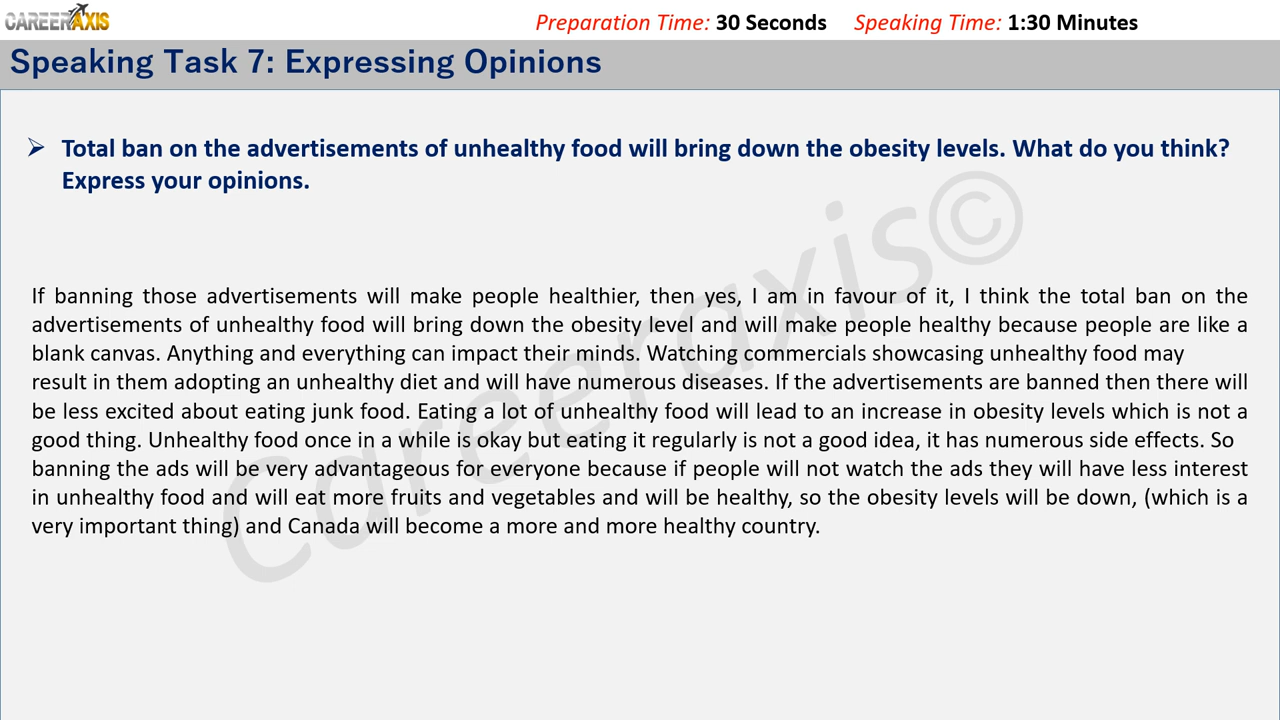 CAREERAXIS
Preparation Time: 30 Seconds Speaking Time: 1:30 Minutes
Speaking Task 7: Expressing Opinions
➢ Total ban on the advertisements of unhealthy food will bring down the obesity levels. What do you think?
Express your opinions.
If banning those advertisements will make people healthier, then yes, I am in favour of it, I think the total ban on the
advertisements of unhealthy food will bring down the obesity level and will make people healthy because people are like a
blank canvas. Anything and everything can impact their minds. Watching commercials showcasing unhealthy food may
result in them adopting an unhealthy diet and will have numerous diseases. If the advertisements are banned then there will
be less excited about eating junk food. Eating a lot of unhealthy food will lead to an increase in obesity levels which is not a
good thing. Unhealthy food once in a while is okay but eating it regularly is not a good idea, it has numerous side effects. So
banning the ads will be very advantageous for everyone because if people will not watch the ads they will have less interest
in unhealthy food and will eat more fruits and vegetables and will be healthy, so the obesity levels will be down, (which is a
very important thing) and Canada will become a more and more healthy country.
Careeraxis©